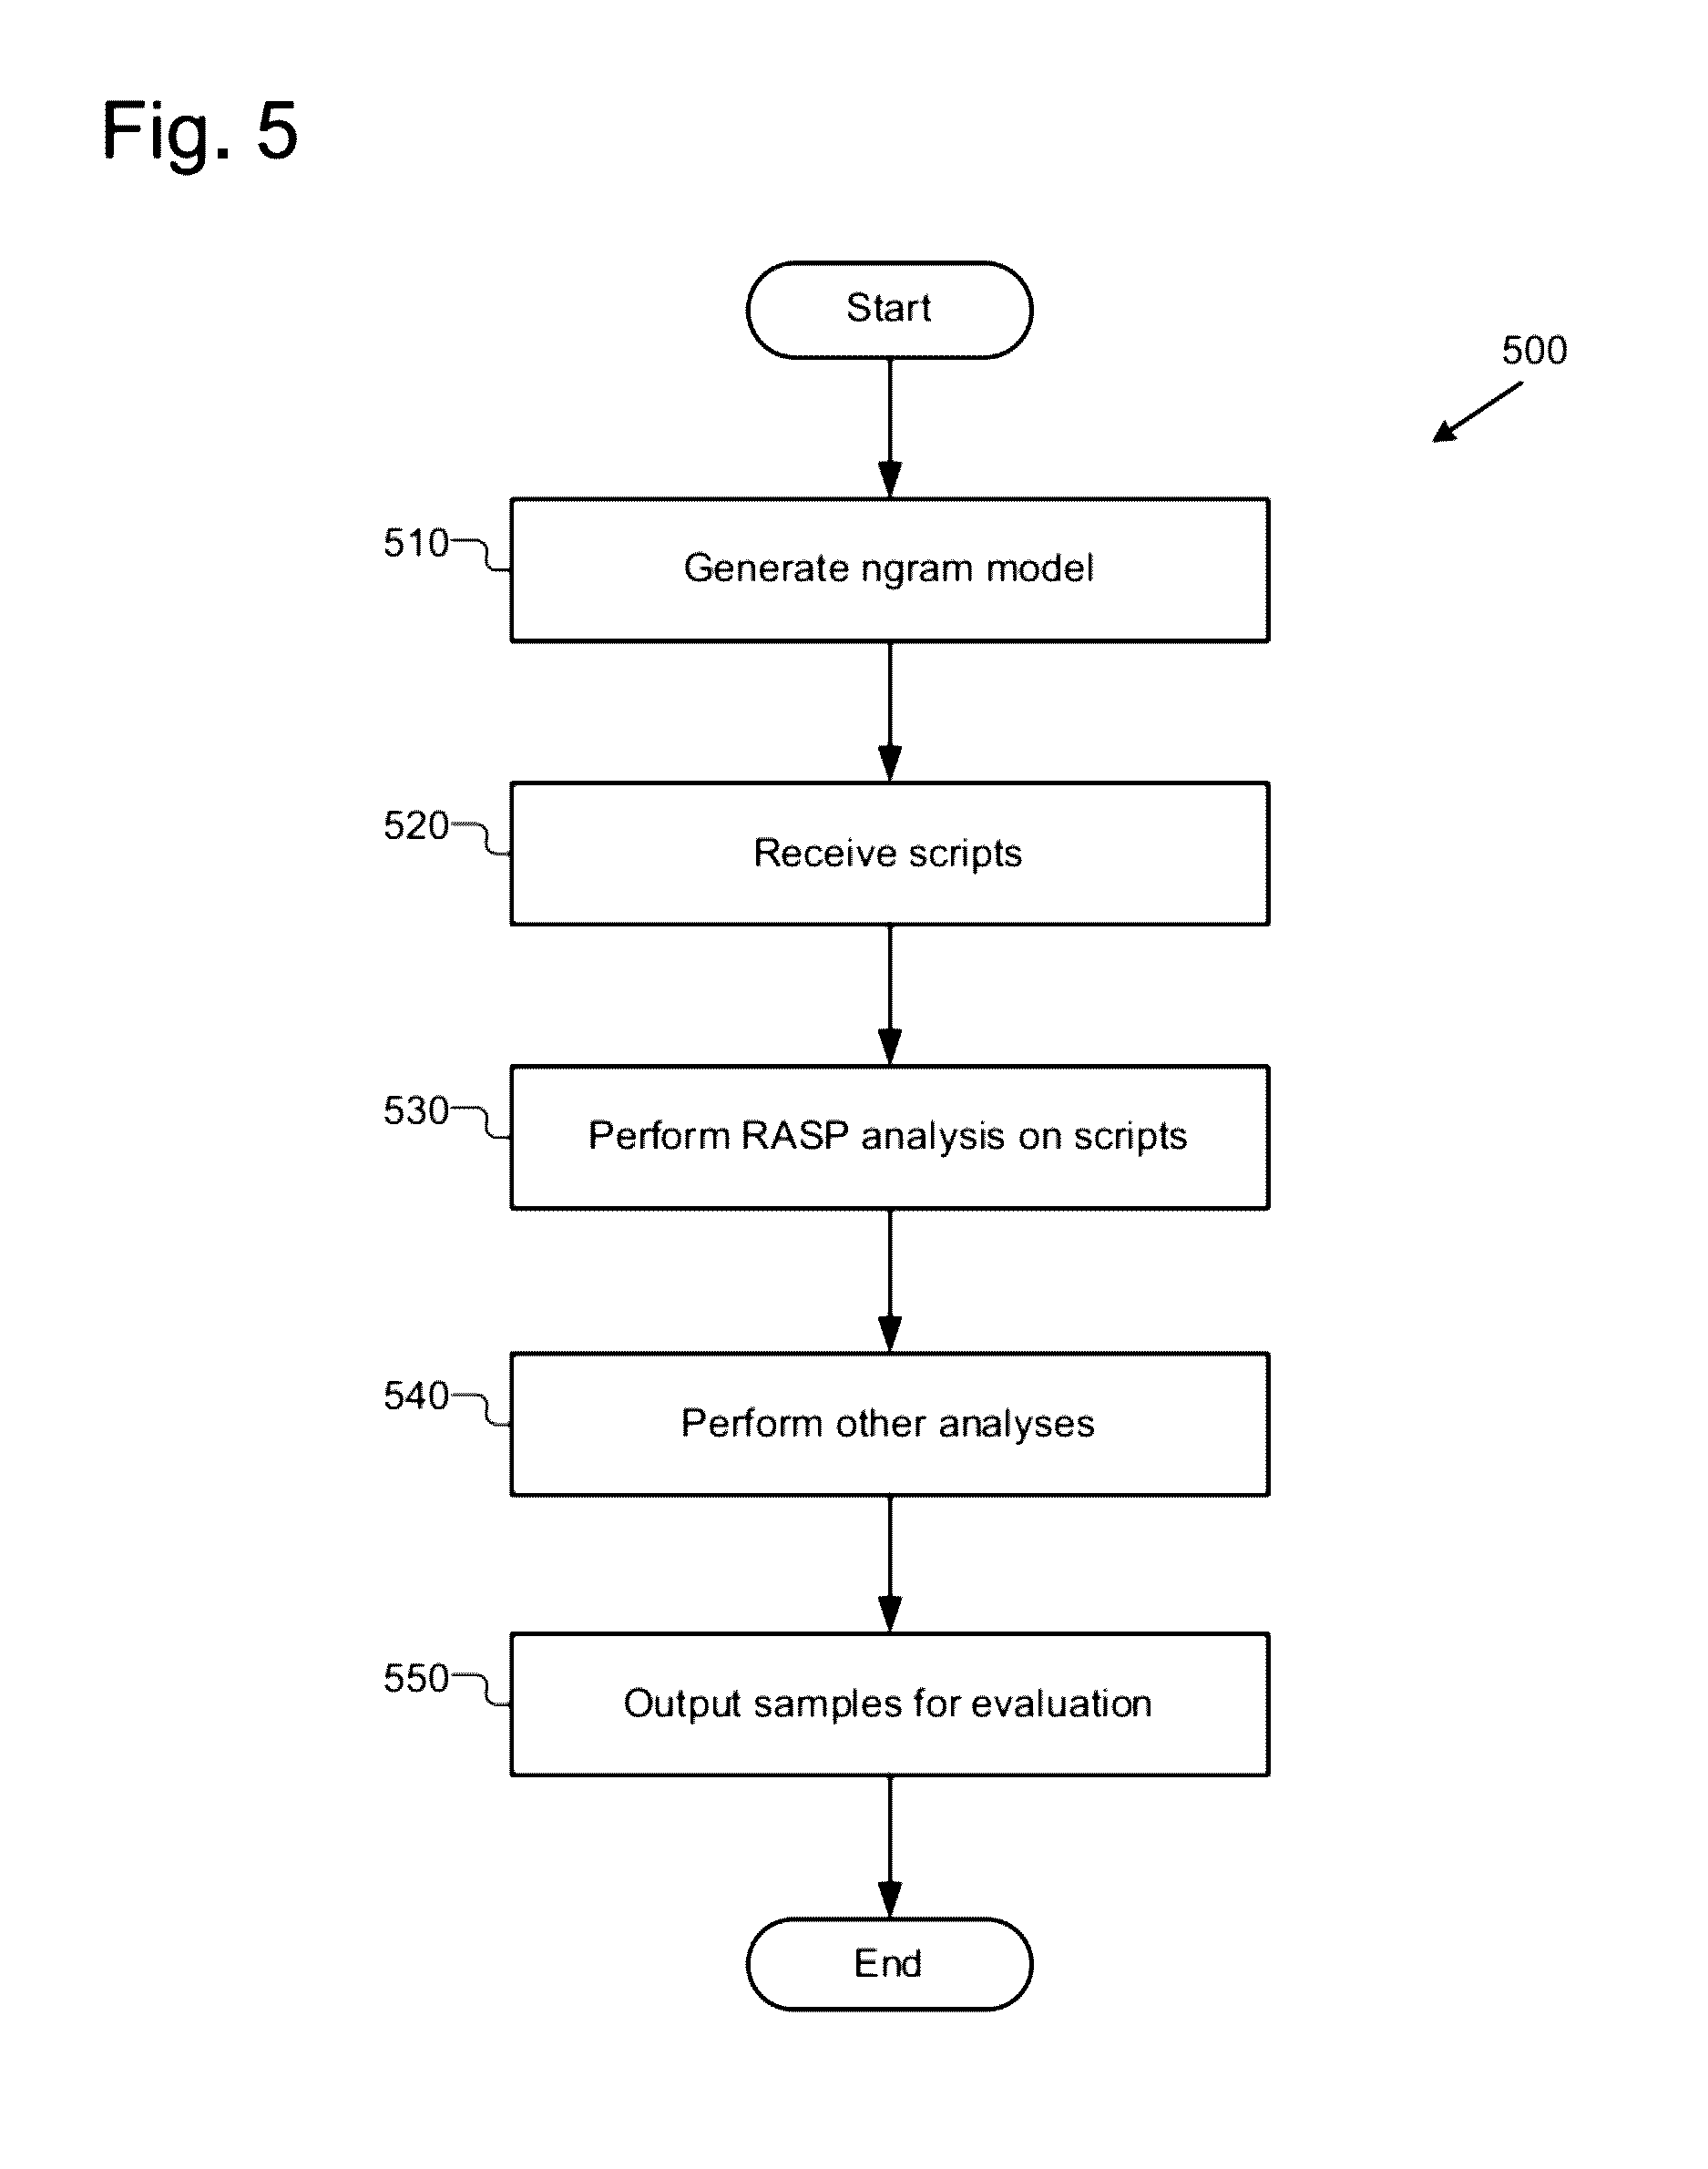 Fig. 5
Start
500
510
Generate ngram model
520
Receive scripts
530
Perform RASP analysis on scripts
540
Perform other analyses
550
Output samples for evaluation
End